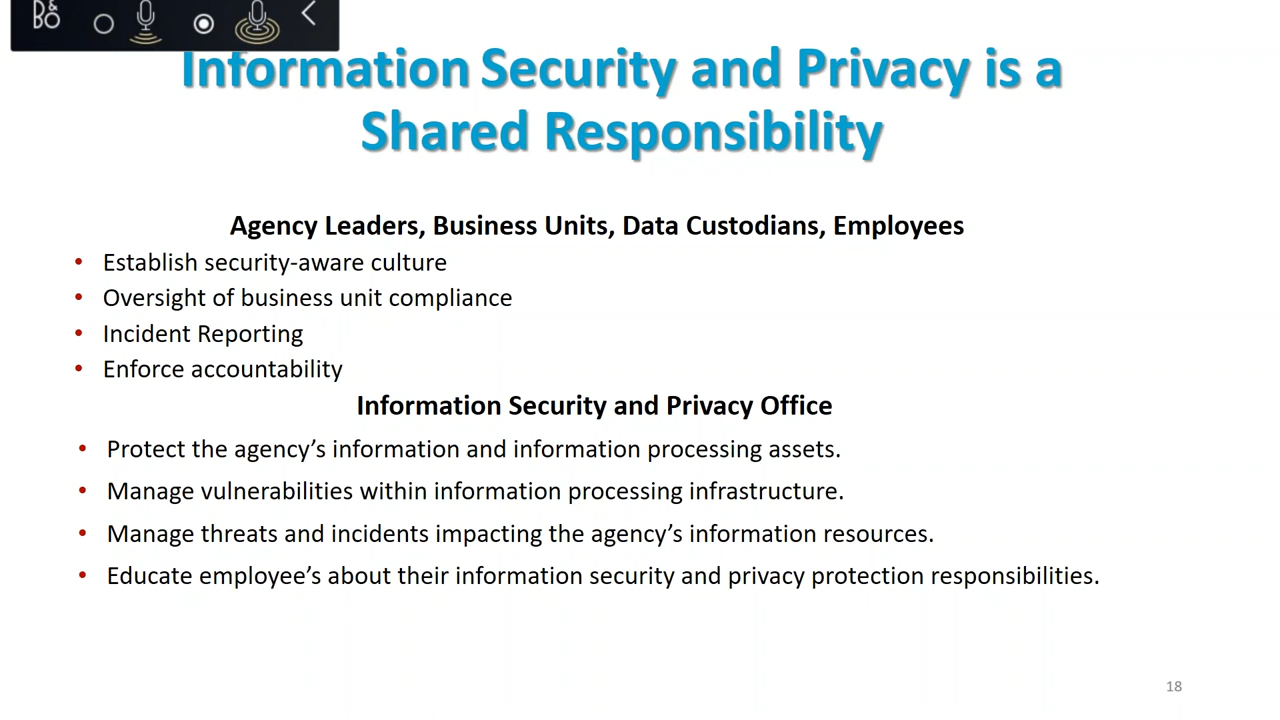 B&O
Information Security and Privacy is a
Shared Responsibility
Agency Leaders, Business Units, Data Custodians, Employees
• Establish security-aware culture
• Oversight of business unit compliance
• Incident Reporting
• Enforce accountability
Information Security and Privacy Office
• Protect the agency’s information and information processing assets.
• Manage vulnerabilities within information processing infrastructure.
• Manage threats and incidents impacting the agency’s information resources.
• Educate employee’s about their information security and privacy protection responsibilities.
18